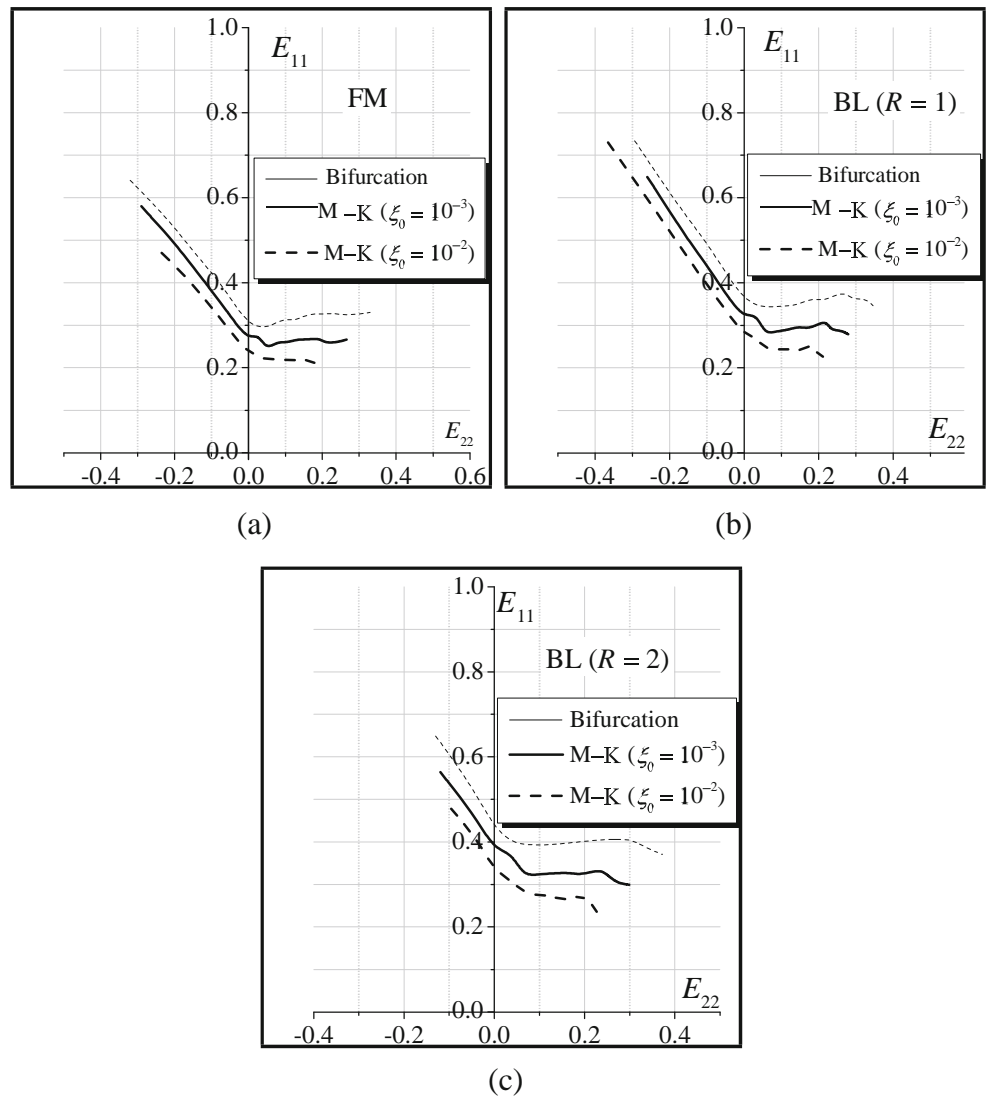 1.0
E₁₁
0.8
FM
Bifurcation
M–K (ξ₀ = 10⁻³)
0.6
M–K (ξ₀ = 10⁻²)
0.4
0.2
E₂₂
0.0
-0.4 -0.2 0.0 0.2 0.4 0.6
(a)
1.0
E₁₁
0.8
BL (R = 1)
Bifurcation
M–K (ξ₀ = 10⁻³)
0.6
M–K (ξ₀ = 10⁻²)
0.4
0.2
E₂₂
0.0
-0.4 -0.2 0.0 0.2 0.4
(b)
1.0
E₁₁
0.8
BL (R = 2)
Bifurcation
M–K (ξ₀ = 10⁻³)
0.6
M–K (ξ₀ = 10⁻²)
0.4
0.2
E₂₂
0.0
-0.4 -0.2 0.0 0.2 0.4
(c)